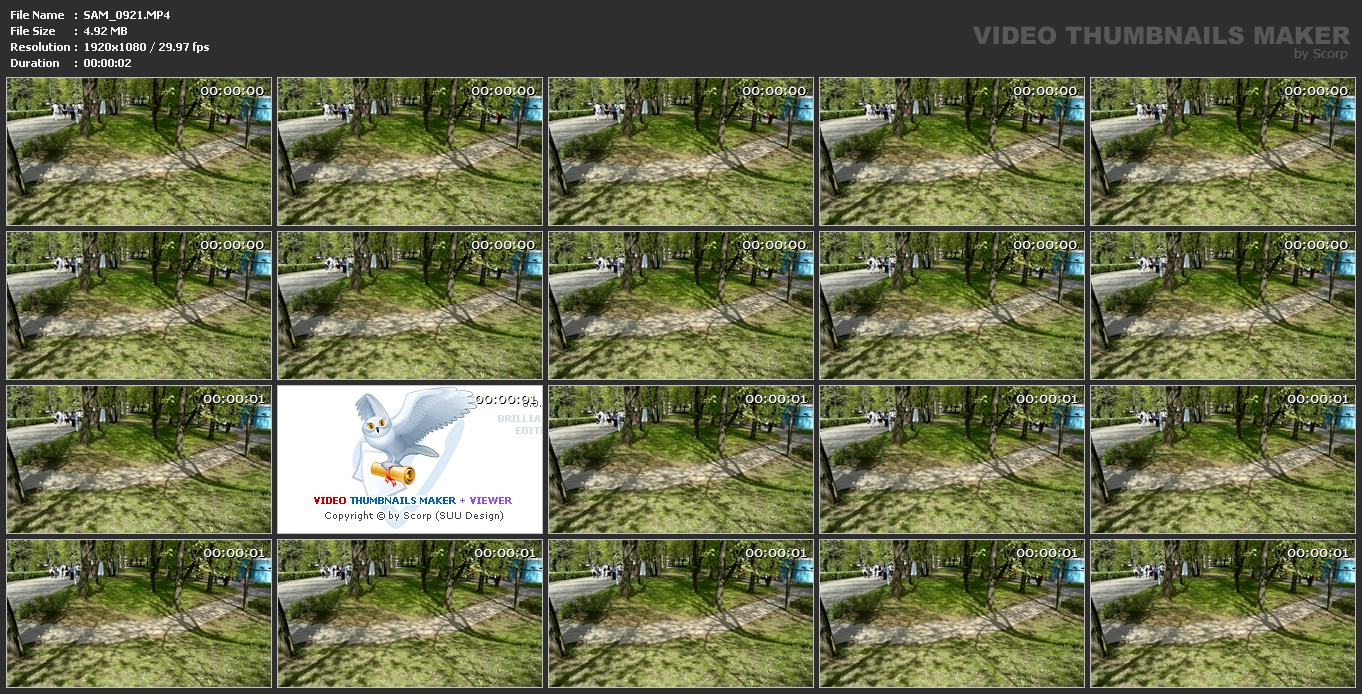 File Name : SAM_0921.MP4
File Size : 4.92 MB
Resolution : 1920x1080 / 29.97 fps
Duration : 00:00:02
VIDEO THUMBNAILS MAKER
by Scorp
00:00:00 00:00:00 00:00:00 00:00:00 00:00:00
00:00:00 00:00:00 00:00:00 00:00:00 00:00:00
00:00:01 00:00:01 00:00:01 00:00:01 00:00:01
EDIT
VIDEO THUMBNAILS MAKER + VIEWER
Copyright © by Scorp (SUU Design)
00:00:01 00:00:01 00:00:01 00:00:01 00:00:01